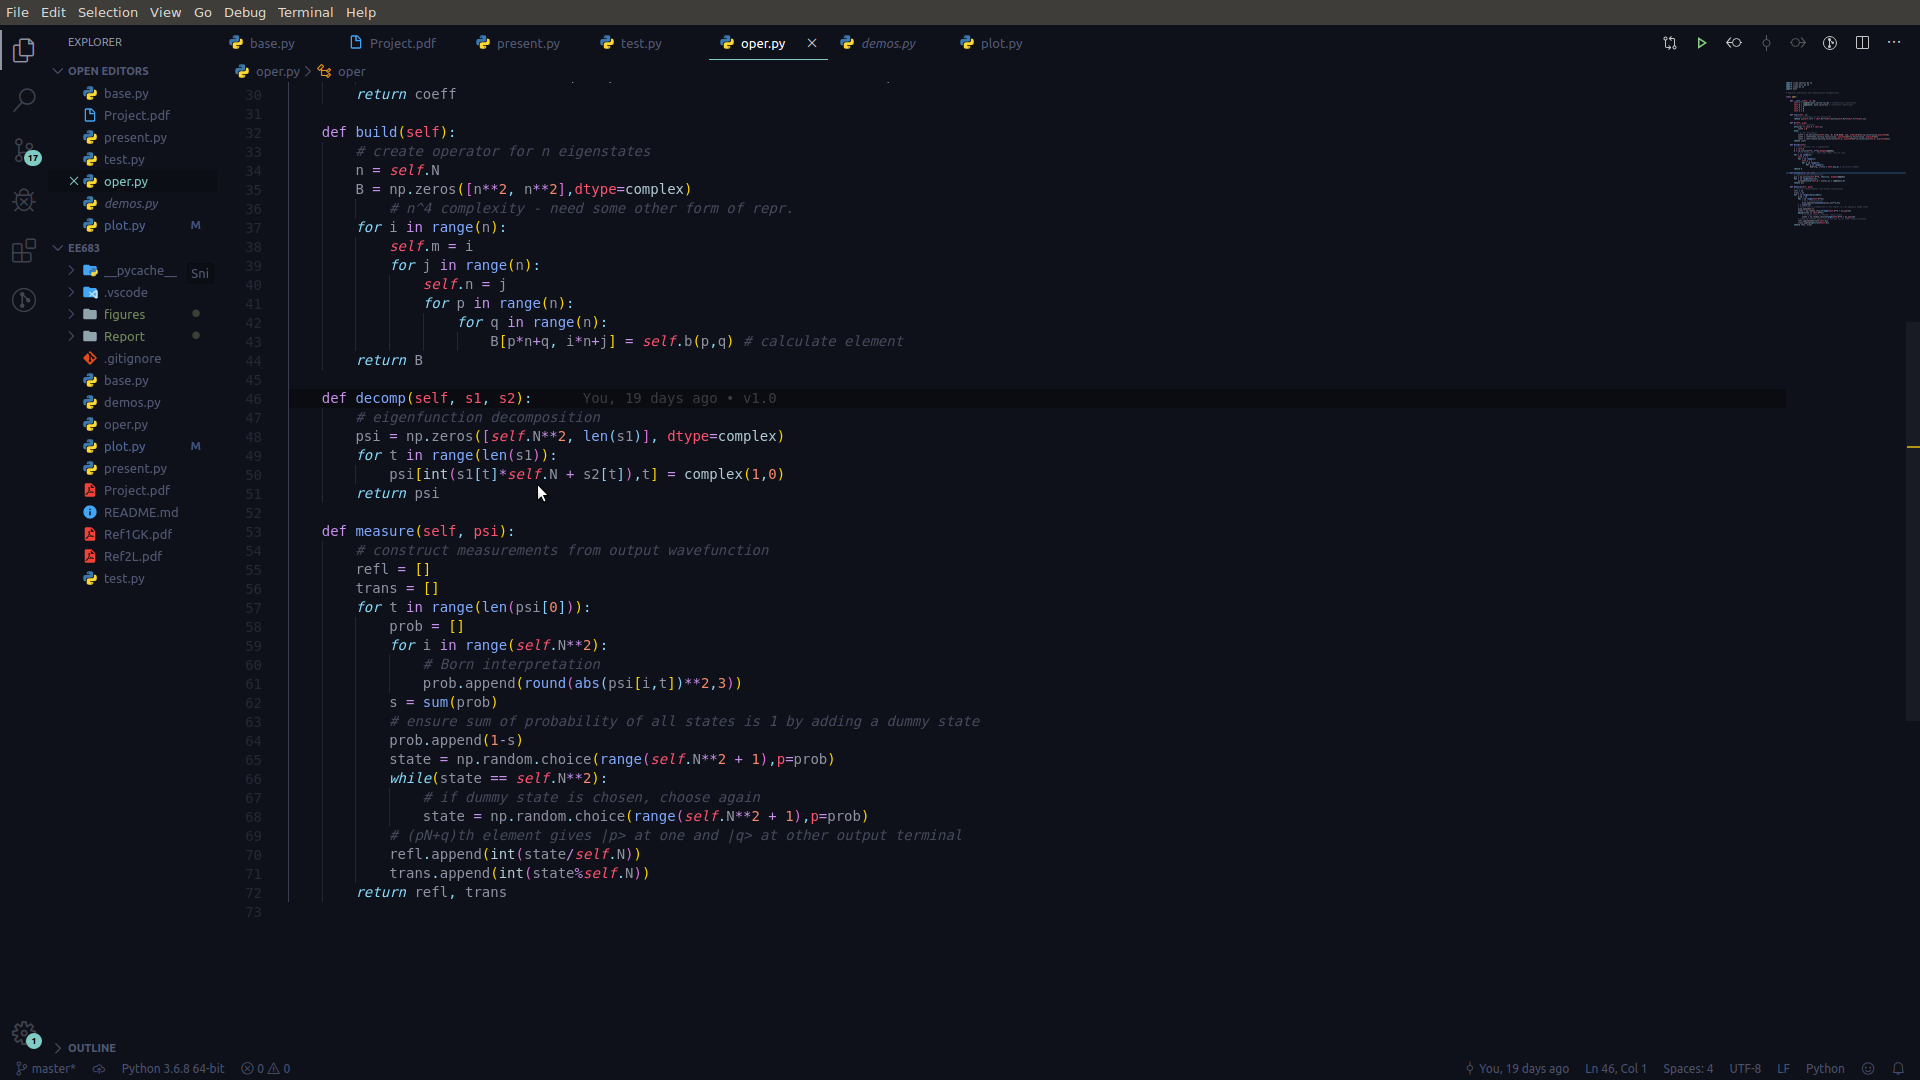 File Edit Selection View Go Debug Terminal Help
EXPLORER
OPEN EDITORS
base.py
Project.pdf
present.py
test.py
oper.py
demos.py
plot.py M
EE683
__pycache__
Sni
.vscode
figures
Report
.gitignore
base.py
demos.py
oper.py
plot.py M
present.py
Project.pdf
README.md
Ref1GK.pdf
Ref2L.pdf
test.py
OUTLINE
17
1
base.py Project.pdf present.py test.py oper.py demos.py plot.py
oper.py > oper
30 return coeff
31
32 def build(self):
33 # create operator for n eigenstates
34 n = self.N
35 B = np.zeros([n**2, n**2],dtype=complex)
36 # n^4 complexity - need some other form of repr.
37 for i in range(n):
38 self.m = i
39 for j in range(n):
40 self.n = j
41 for p in range(n):
42 for q in range(n):
43 B[p*n+q, i*n+j] = self.b(p,q) # calculate element
44 return B
45
46 def decomp(self, s1, s2): You, 19 days ago • v1.0
47 # eigenfunction decomposition
48 psi = np.zeros([self.N**2, len(s1)], dtype=complex)
49 for t in range(len(s1)):
50 psi[int(s1[t]*self.N + s2[t]),t] = complex(1,0)
51 return psi
52
53 def measure(self, psi):
54 # construct measurements from output wavefunction
55 refl = []
56 trans = []
57 for t in range(len(psi[0])):
58 prob = []
59 for i in range(self.N**2):
60 # Born interpretation
61 prob.append(round(abs(psi[i,t])**2,3))
62 s = sum(prob)
63 # ensure sum of probability of all states is 1 by adding a dummy state
64 prob.append(1-s)
65 state = np.random.choice(range(self.N**2 + 1),p=prob)
66 while(state == self.N**2):
67 # if dummy state is chosen, choose again
68 state = np.random.choice(range(self.N**2 + 1),p=prob)
69 # (pN+q)th element gives |p> at one and |q> at other output terminal
70 refl.append(int(state/self.N))
71 trans.append(int(state%self.N))
72 return refl, trans
73
master* Python 3.6.8 64-bit 0 0 You, 19 days ago Ln 46, Col 1 Spaces: 4 UTF-8 LF Python